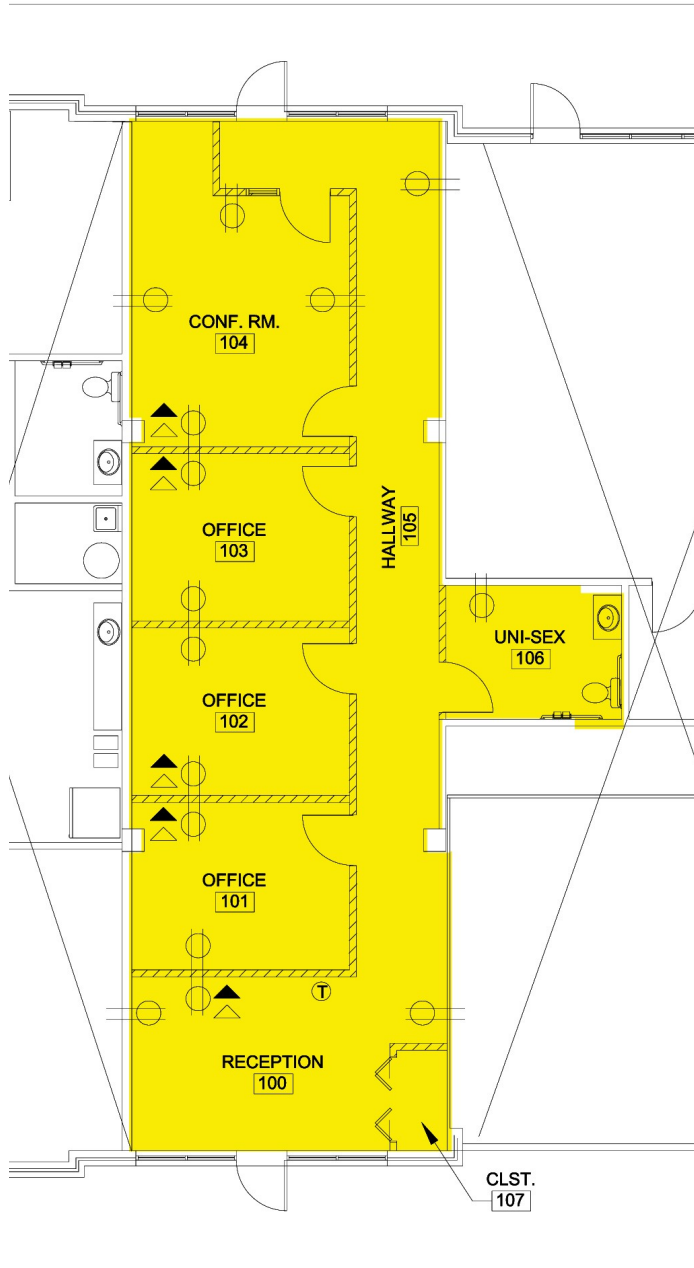 CONF. RM.
104
OFFICE
103
HALLWAY
105
UNI-SEX
106
OFFICE
102
OFFICE
101
T
RECEPTION
100
CLST.
107